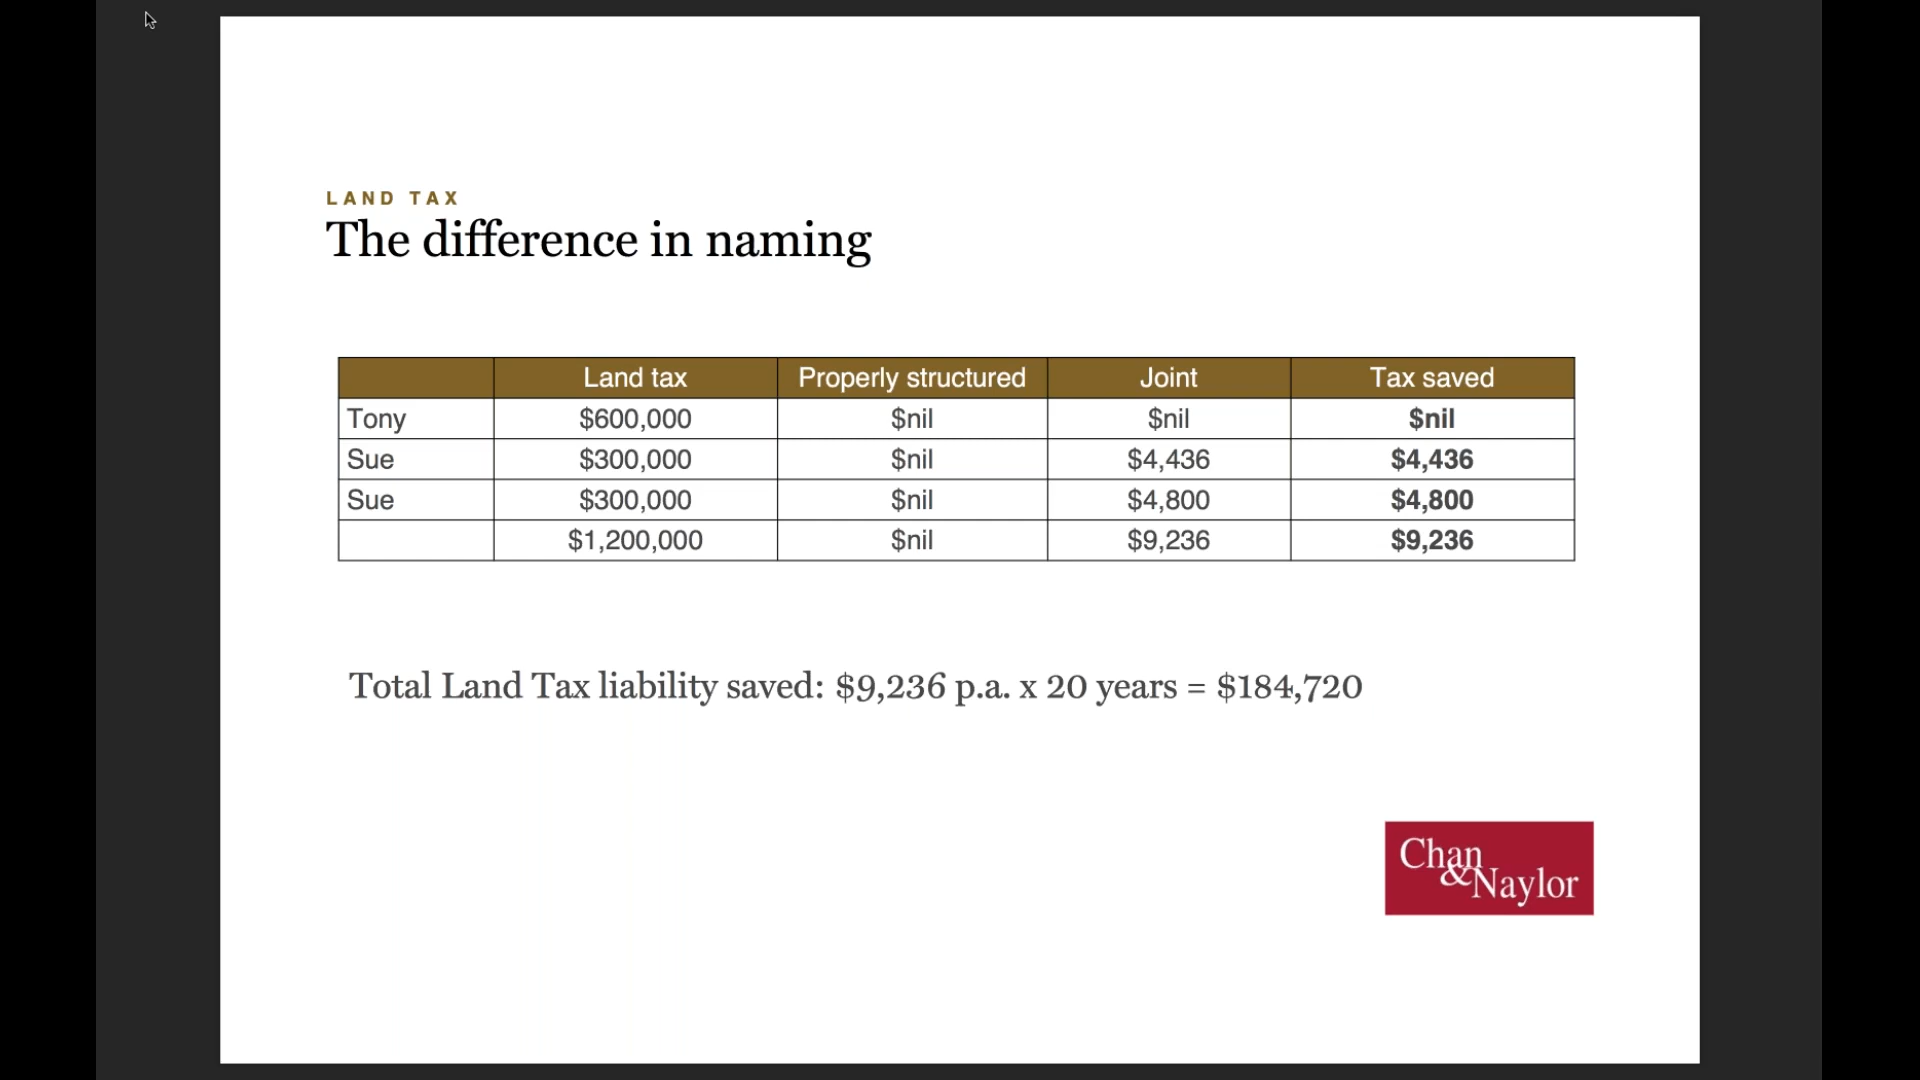 LAND TAX
The difference in naming
Land tax Properly structured Joint Tax saved
Tony $600,000 $nil $nil $nil
Sue $300,000 $nil $4,436 $4,436
Sue $300,000 $nil $4,800 $4,800
$1,200,000 $nil $9,236 $9,236
Total Land Tax liability saved: $9,236 p.a. x 20 years = $184,720
Chan
& Naylor